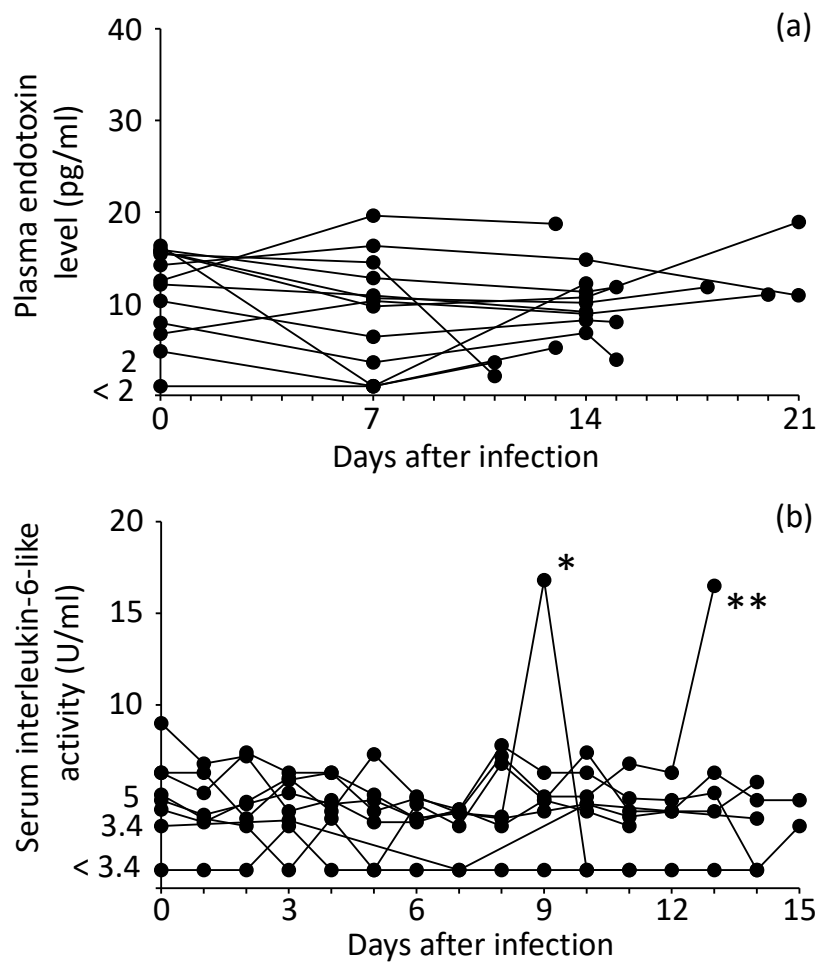 (a)
Plasma endotoxin
level (pg/ml)
40
30
20
10
2
< 2
0 7 14 21
Days after infection
(b)
Serum interleukin-6-like
activity (U/ml)
20
15
10
5
3.4
< 3.4
*
**
0 3 6 9 12 15
Days after infection